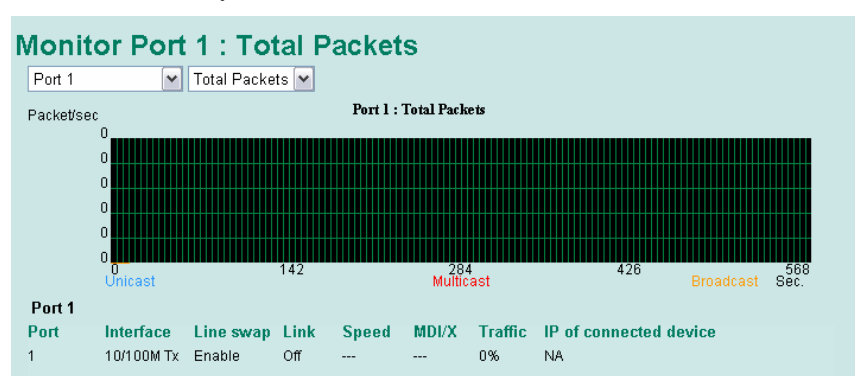 Monitor Port 1 : Total Packets
Port 1 Total Packets
Packet/sec Port 1 : Total Packets
0
0
0
0
0
0
0 142 284 426 568
Unicast Multicast Broadcast Sec.
Port 1
Port Interface Line swap Link Speed MDI/X Traffic IP of connected device
1 10/100M Tx Enable Off --- --- 0% NA